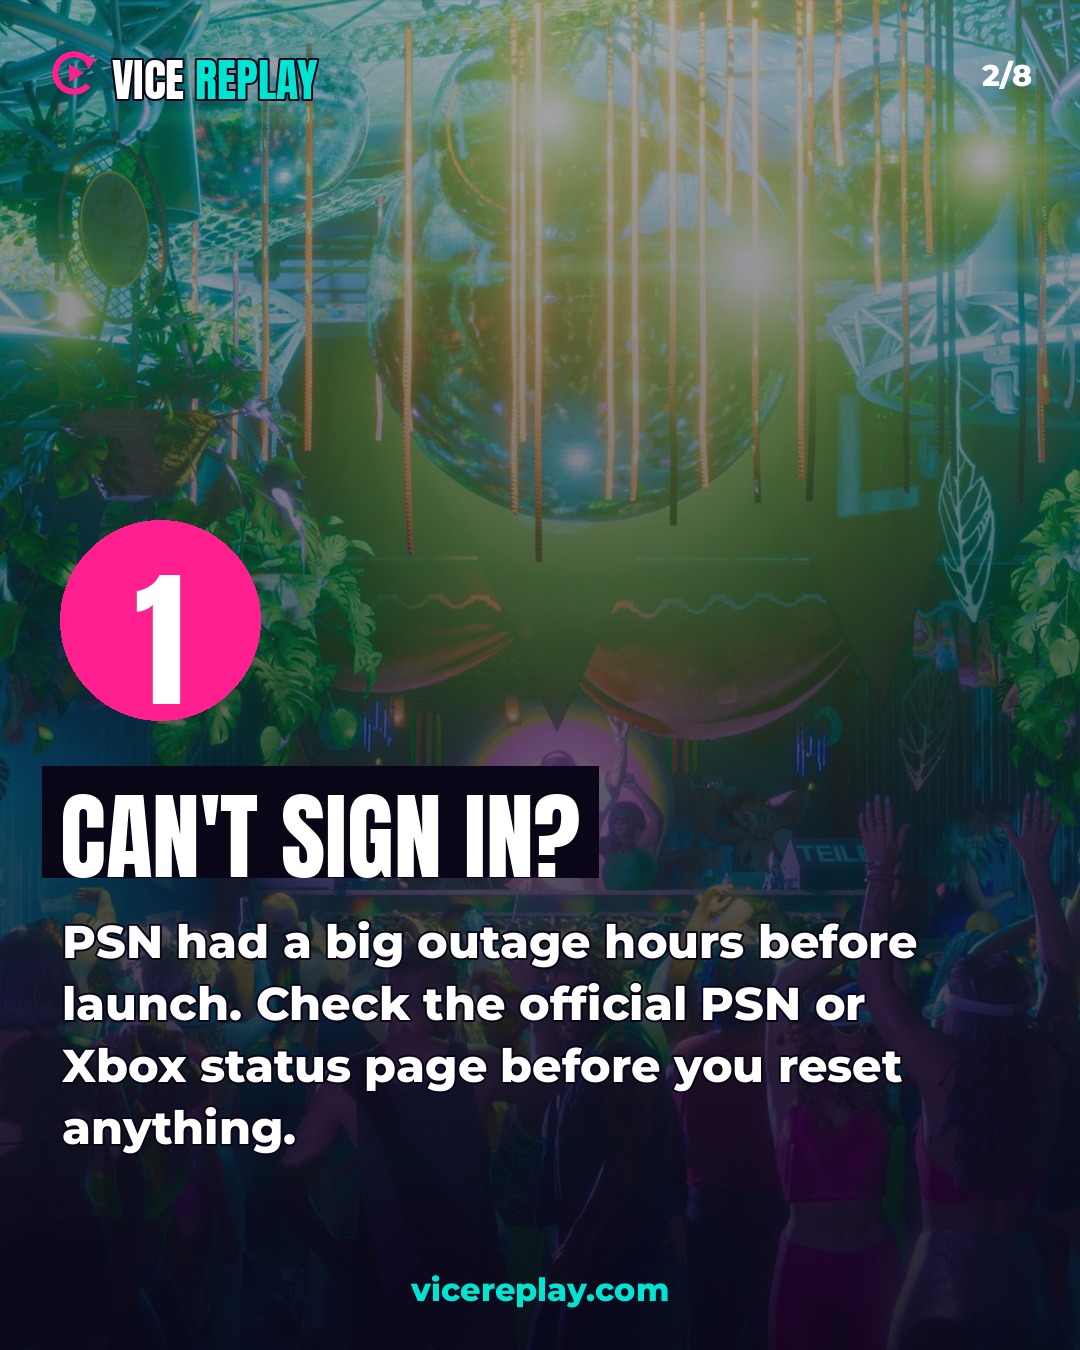 VICE REPLAY
2/8
1
CAN'T SIGN IN?
PSN had a big outage hours before
launch. Check the official PSN or
Xbox status page before you reset
anything.
vicereplay.com